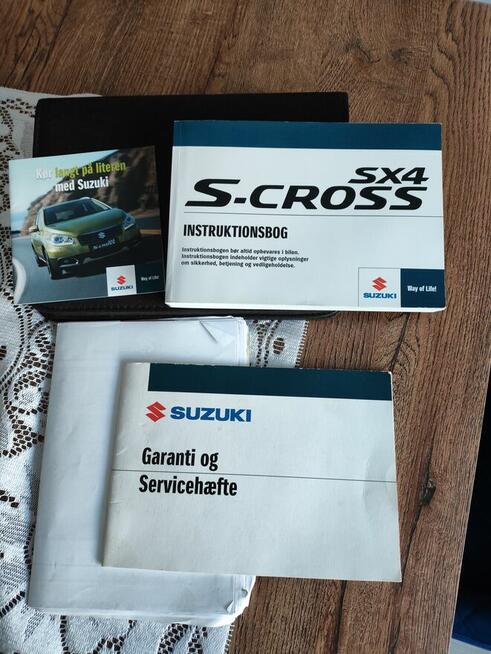 Kør langt på literen
med Suzuki
SUZUKI
Way of Life!
SX4
S-CROSS
INSTRUKTIONSBOG
Instruktionsbogen bør altid opbevares i bilen.
Instruktionsbogen indeholder vigtige oplysninger
om sikkerhed, betjening og vedligeholdelse.
SUZUKI
Way of Life!
SUZUKI
Garanti og
Servicehæfte